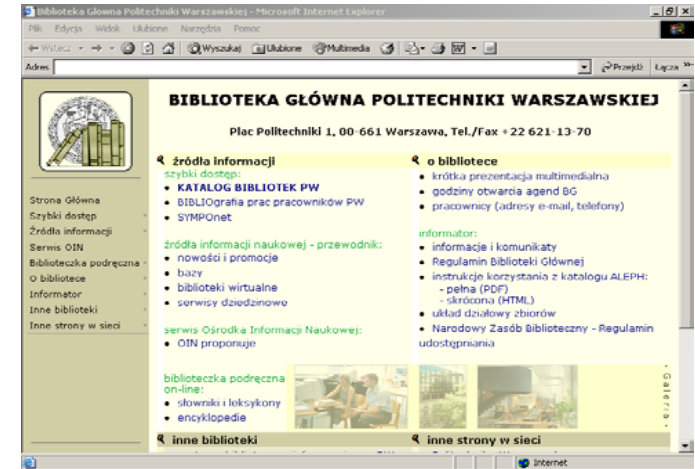 Biblioteka Główna Politechniki Warszawskiej - Microsoft Internet Explorer
Plik Edycja Widok Ulubione Narzędzia Pomoc
Wstecz Wyszukaj Ulubione Multimedia
Adres Przejdź Łącza
BIBLIOTEKA GŁÓWNA POLITECHNIKI WARSZAWSKIEJ
Plac Politechniki 1, 00-661 Warszawa, Tel./Fax +22 621-13-70
Strona Główna
Szybki dostęp
Źródła informacji
Serwis OIN
Biblioteczka podręczna
O bibliotece
Informator
Inne biblioteki
Inne strony w sieci
źródła informacji
szybki dostęp:
• KATALOG BIBLIOTEK PW
• BIBLIOgrafia prac pracowników PW
• SYMPOnet
źródła informacji naukowej - przewodnik:
• nowości i promocje
• bazy
• biblioteki wirtualne
• serwisy dziedzinowe
serwis Ośrodka Informacji Naukowej:
• OIN proponuje
biblioteczka podręczna
on-line:
• słowniki i leksykony
• encyklopedie
inne biblioteki
o bibliotece
• krótka prezentacja multimedialna
• godziny otwarcia agend BG
• pracownicy (adresy e-mail, telefony)
informator:
• informacje i komunikaty
• Regulamin Biblioteki Głównej
• instrukcje korzystania z katalogu ALEPH:
- pełna (PDF)
- skrócona (HTML)
• układ działowy zbiorów
• Narodowy Zasób Biblioteczny - Regulamin
udostępniania
Galeria
inne strony w sieci
Internet